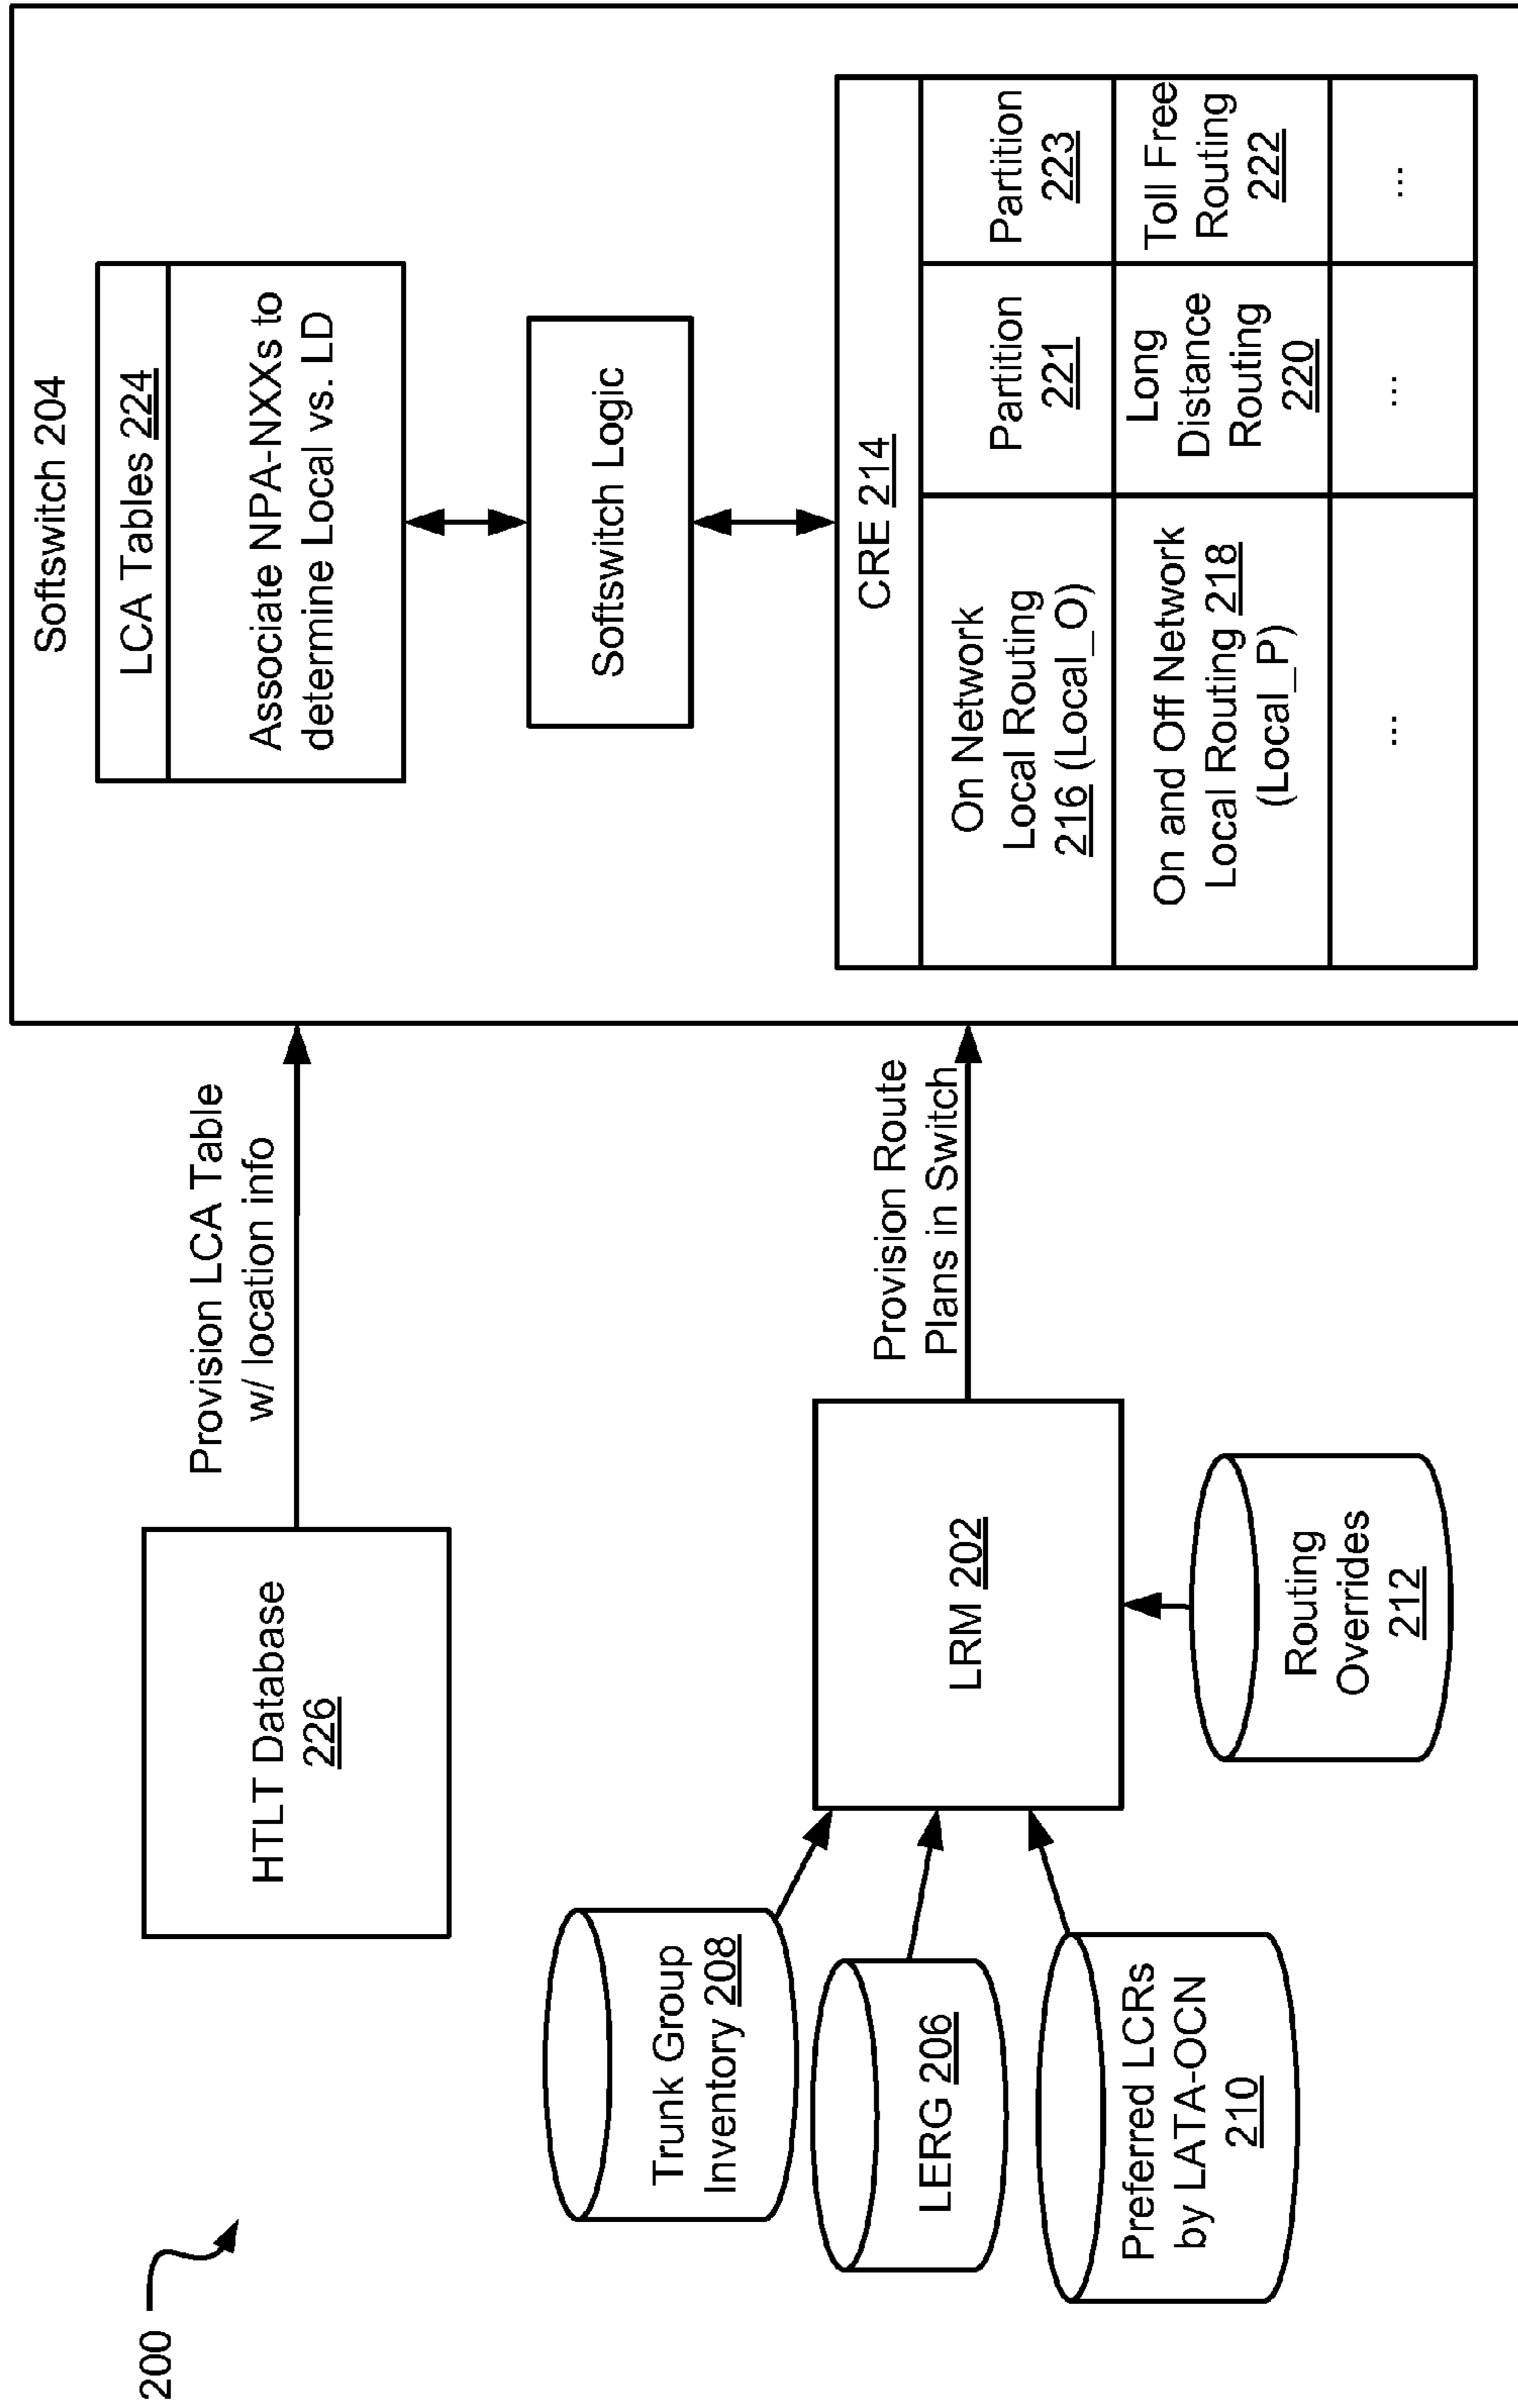 200
HTLT Database
226
Provision LCA Table
w/ location info
Softswitch 204
LCA Tables 224
Associate NPA-NXXs to
determine Local vs. LD
Softswitch Logic
Trunk Group
Inventory 208
LERG 206
Preferred LCRs
by LATA-OCN
210
LRM 202
Routing
Overrides
212
Provision Route
Plans in Switch
CRE 214
On Network
Local Routing
216 (Local_O)
Partition
221
Partition
223
On and Off Network
Local Routing 218
(Local_P)
Long
Distance
Routing
220
Toll Free
Routing
222
...
...
...